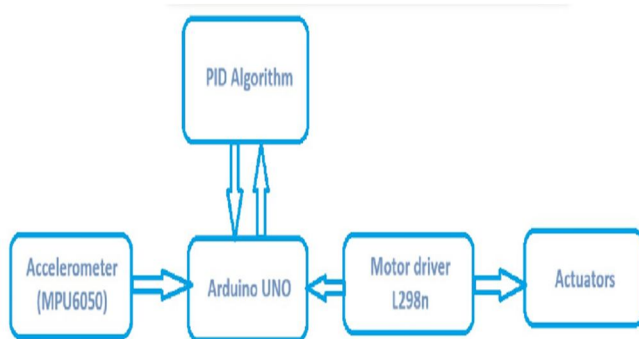 PID Algorithm
Accelerometer
(MPU6050)
Arduino UNO
Motor driver
L298n
Actuators